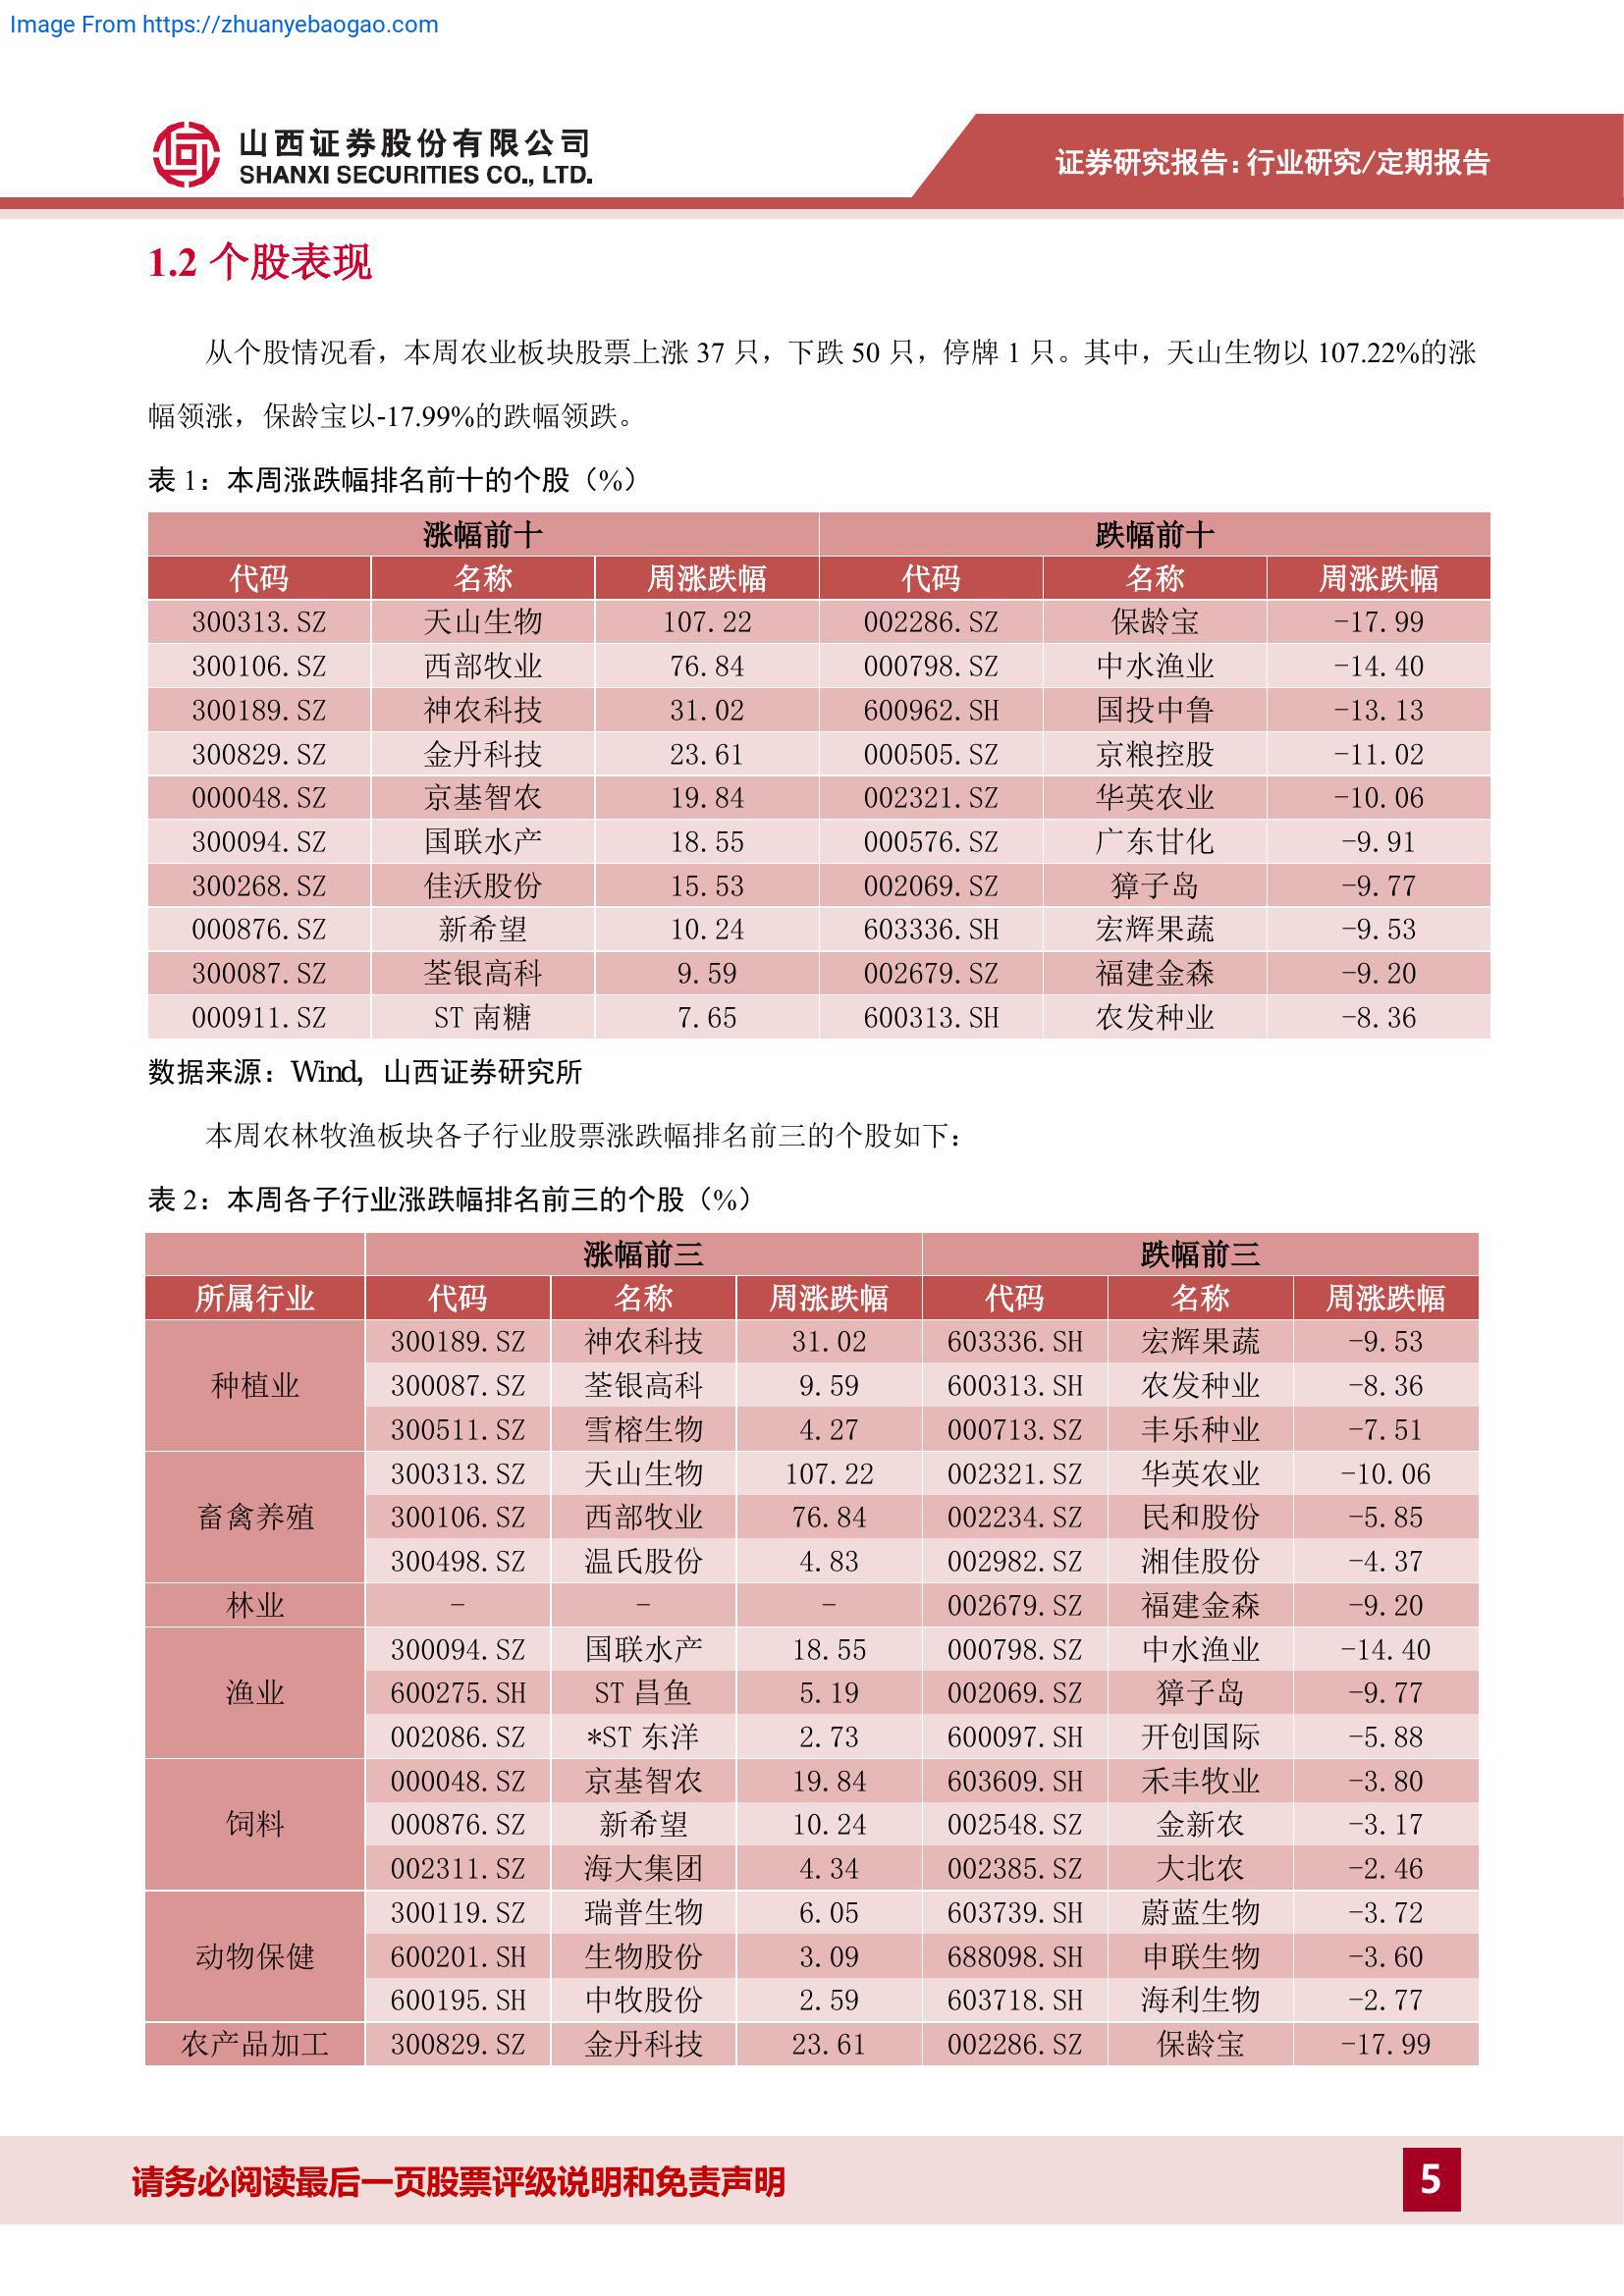 Image From https://zhuanyebaogao.com
山西证券股份有限公司
SHANXI SECURITIES CO., LTD.
证券研究报告：行业研究/定期报告
1.2 个股表现
从个股情况看，本周农业板块股票上涨 37 只，下跌 50 只，停牌 1 只。其中，天山生物以 107.22%的涨
幅领涨，保龄宝以-17.99%的跌幅领跌。
表 1：本周涨跌幅排名前十的个股（%）
涨幅前十 跌幅前十
代码 名称 周涨跌幅 代码 名称 周涨跌幅
300313.SZ 天山生物 107.22 002286.SZ 保龄宝 -17.99
300106.SZ 西部牧业 76.84 000798.SZ 中水渔业 -14.40
300189.SZ 神农科技 31.02 600962.SH 国投中鲁 -13.13
300829.SZ 金丹科技 23.61 000505.SZ 京粮控股 -11.02
000048.SZ 京基智农 19.84 002321.SZ 华英农业 -10.06
300094.SZ 国联水产 18.55 000576.SZ 广东甘化 -9.91
300268.SZ 佳沃股份 15.53 002069.SZ 獐子岛 -9.77
000876.SZ 新希望 10.24 603336.SH 宏辉果蔬 -9.53
300087.SZ 荃银高科 9.59 002679.SZ 福建金森 -9.20
000911.SZ ST 南糖 7.65 600313.SH 农发种业 -8.36
数据来源：Wind，山西证券研究所
本周农林牧渔板块各子行业股票涨跌幅排名前三的个股如下：
表 2：本周各子行业涨跌幅排名前三的个股（%）
涨幅前三 跌幅前三
所属行业 代码 名称 周涨跌幅 代码 名称 周涨跌幅
300189.SZ 神农科技 31.02 603336.SH 宏辉果蔬 -9.53
种植业 300087.SZ 荃银高科 9.59 600313.SH 农发种业 -8.36
300511.SZ 雪榕生物 4.27 000713.SZ 丰乐种业 -7.51
300313.SZ 天山生物 107.22 002321.SZ 华英农业 -10.06
畜禽养殖 300106.SZ 西部牧业 76.84 002234.SZ 民和股份 -5.85
300498.SZ 温氏股份 4.83 002982.SZ 湘佳股份 -4.37
林业 - - - 002679.SZ 福建金森 -9.20
300094.SZ 国联水产 18.55 000798.SZ 中水渔业 -14.40
渔业 600275.SH ST 昌鱼 5.19 002069.SZ 獐子岛 -9.77
002086.SZ *ST 东洋 2.73 600097.SH 开创国际 -5.88
000048.SZ 京基智农 19.84 603609.SH 禾丰牧业 -3.80
饲料 000876.SZ 新希望 10.24 002548.SZ 金新农 -3.17
002311.SZ 海大集团 4.34 002385.SZ 大北农 -2.46
300119.SZ 瑞普生物 6.05 603739.SH 蔚蓝生物 -3.72
动物保健 600201.SH 生物股份 3.09 688098.SH 申联生物 -3.60
600195.SH 中牧股份 2.59 603718.SH 海利生物 -2.77
农产品加工 300829.SZ 金丹科技 23.61 002286.SZ 保龄宝 -17.99
请务必阅读最后一页股票评级说明和免责声明
5